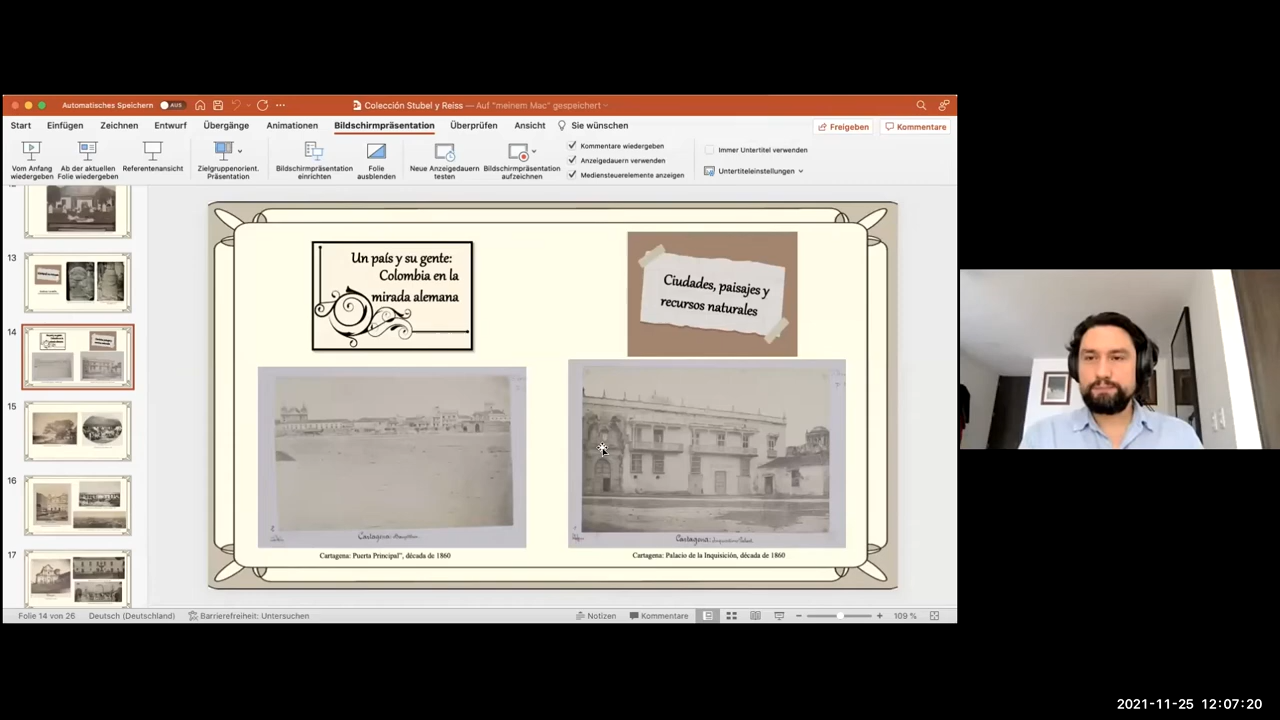 Automatisches Speichern AUS
Colección Stubel y Reiss — Auf "meinem Mac" gespeichert
Start Einfügen Zeichnen Entwurf Übergänge Animationen Bildschirmpräsentation Überprüfen Ansicht Sie wünschen Freigeben Kommentare
Vom Anfang wiedergeben
Ab der aktuellen Folie wiedergeben
Referentenansicht
Zielgruppenorient. Präsentation
Bildschirmpräsentation einrichten
Folie ausblenden
Neue Anzeigedauern testen
Bildschirmpräsentation aufzeichnen
Kommentare wiedergeben
Anzeigedauern verwenden
Mediensteuerelemente anzeigen
Immer Untertitel verwenden
Untertiteleinstellungen
13
14
15
16
17
Un país y su gente:
Colombia en la
mirada alemana
Ciudades, paisajes y
recursos naturales
Cartagena:
Cartagena: Puerta Principal", década de 1860
Cartagena:
Cartagena: Palacio de la Inquisición, década de 1860
Folie 14 von 26 Deutsch (Deutschland) Barrierefreiheit: Untersuchen Notizen Kommentare 109 %
2021-11-25 12:07:20